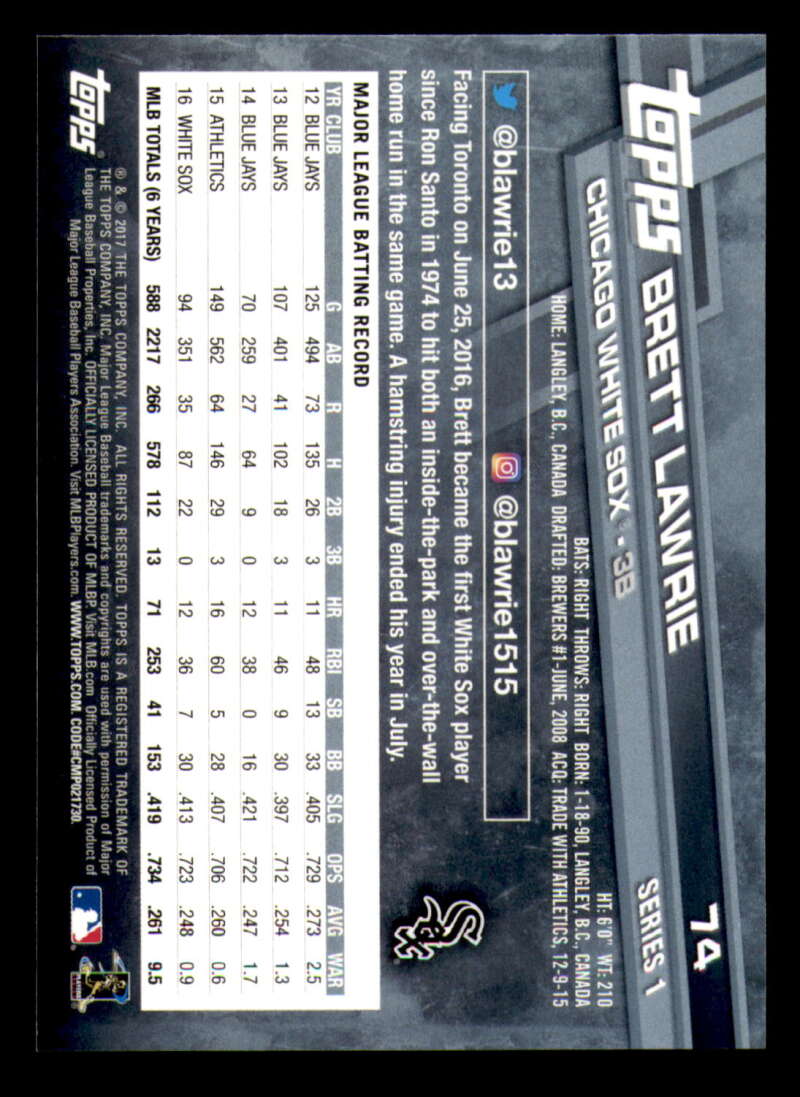 74
TOPPS BRETT LAWRIE
SERIES 1
CHICAGO WHITE SOX® • 3B
HT: 6'0" WT: 210
BATS: RIGHT THROWS: RIGHT BORN: 1-18-90, LANGLEY, B.C., CANADA
HOME: LANGLEY, B.C., CANADA DRAFTED: BREWERS #1-JUNE, 2008 ACQ: TRADE WITH ATHLETICS, 12-9-15
@blawrie13 @blawrie1515
Sox
Facing Toronto on June 25, 2016, Brett became the first White Sox player
since Ron Santo in 1974 to hit both an inside-the-park and over-the-wall
home run in the same game. A hamstring injury ended his year in July.
MAJOR LEAGUE BATTING RECORD
YR CLUB G AB R H 2B 3B HR RBI SB BB SLG OPS AVG WAR
12 BLUE JAYS 125 494 73 135 26 3 11 48 13 33 .405 .729 .273 2.5
13 BLUE JAYS 107 401 41 102 18 3 11 46 9 30 .397 .712 .254 1.3
14 BLUE JAYS 70 259 27 64 9 0 12 38 0 16 .421 .722 .247 1.7
15 ATHLETICS 149 562 64 146 29 3 16 60 5 28 .407 .706 .260 0.6
16 WHITE SOX 94 351 35 87 22 0 12 36 7 30 .413 .723 .248 0.9
MLB TOTALS (6 YEARS) 588 2217 266 578 112 13 71 253 41 153 .419 .734 .261 9.5
TOPPS®
® & © 2017 THE TOPPS COMPANY, INC. ALL RIGHTS RESERVED. TOPPS IS A REGISTERED TRADEMARK OF
THE TOPPS COMPANY, INC. Major League Baseball trademarks and copyrights are used with permission of Major
League Baseball Properties, Inc. OFFICIALLY LICENSED PRODUCT OF MLBP. Visit MLB.com Officially Licensed Product of
Major League Baseball Players Association. Visit MLBPlayers.com. WWW.TOPPS.COM. CODE#CMP021730.